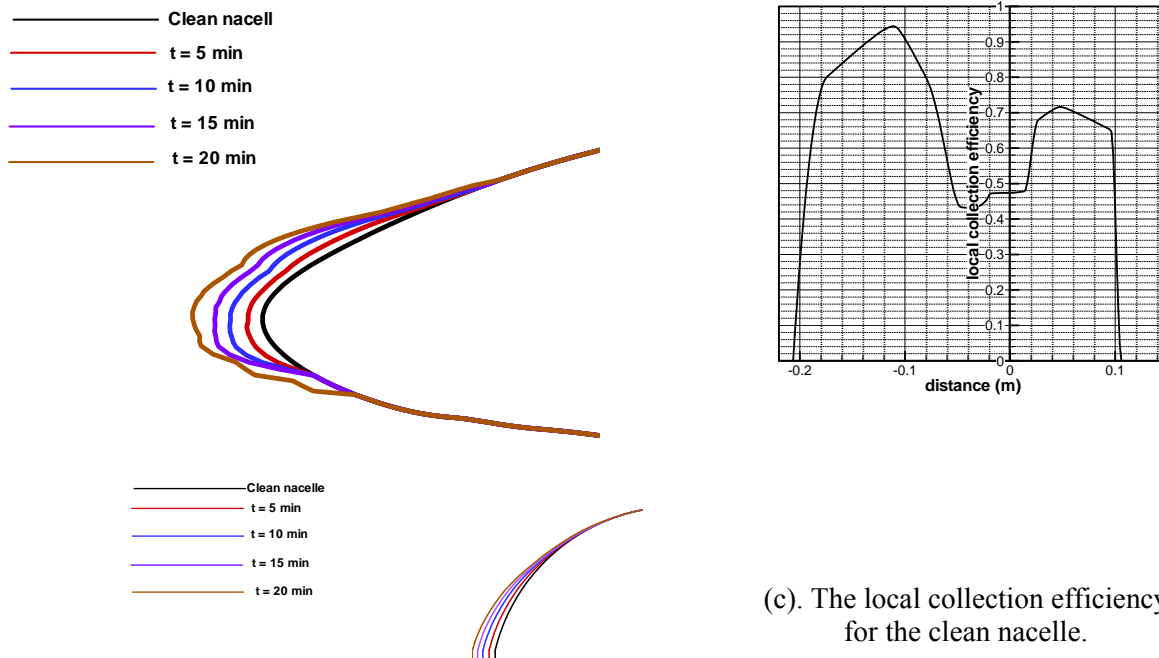 Clean nacell
t = 5 min
t = 10 min
t = 15 min
t = 20 min
Clean nacelle
t = 5 min
t = 10 min
t = 15 min
t = 20 min
1
0.9
0.8
0.7
0.6
0.5
0.4
0.3
0.2
0.1
0
local collection efficiency
-0.2 -0.1 0 0.1
distance (m)
(c). The local collection efficiency
for the clean nacelle.